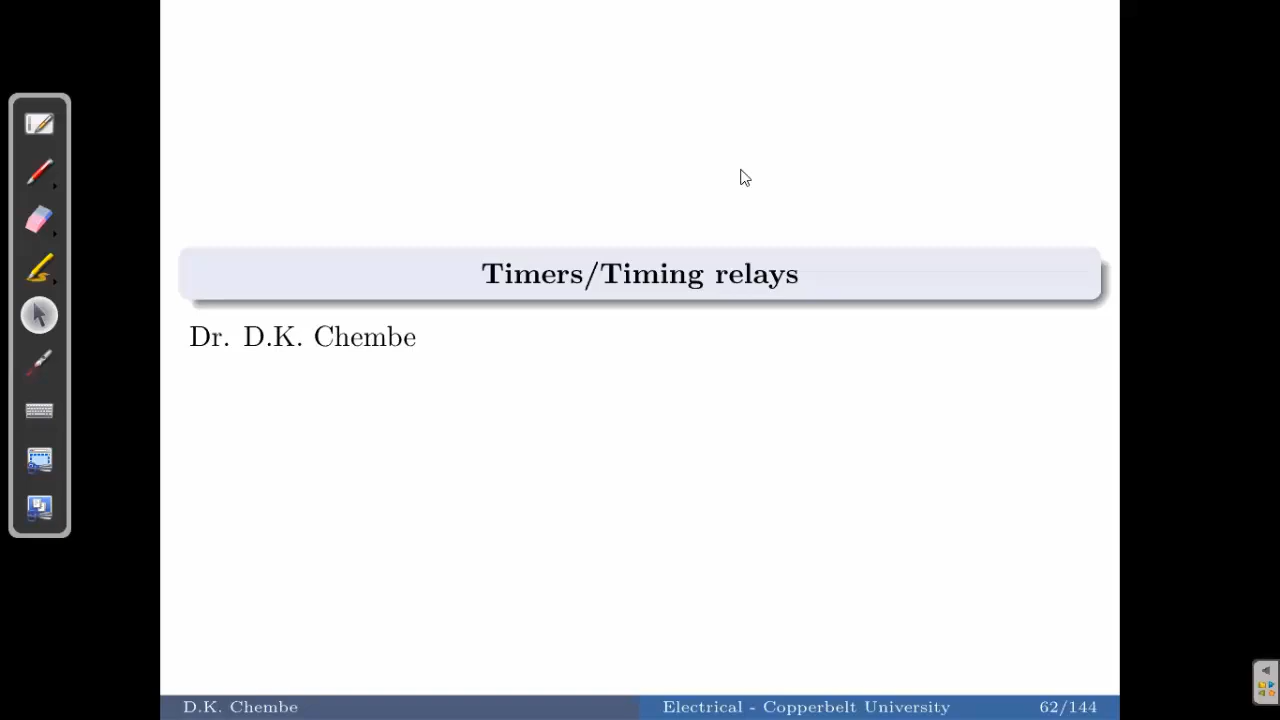 Timers/Timing relays
Dr. D.K. Chembe
D.K. Chembe
Electrical - Copperbelt University
62/144